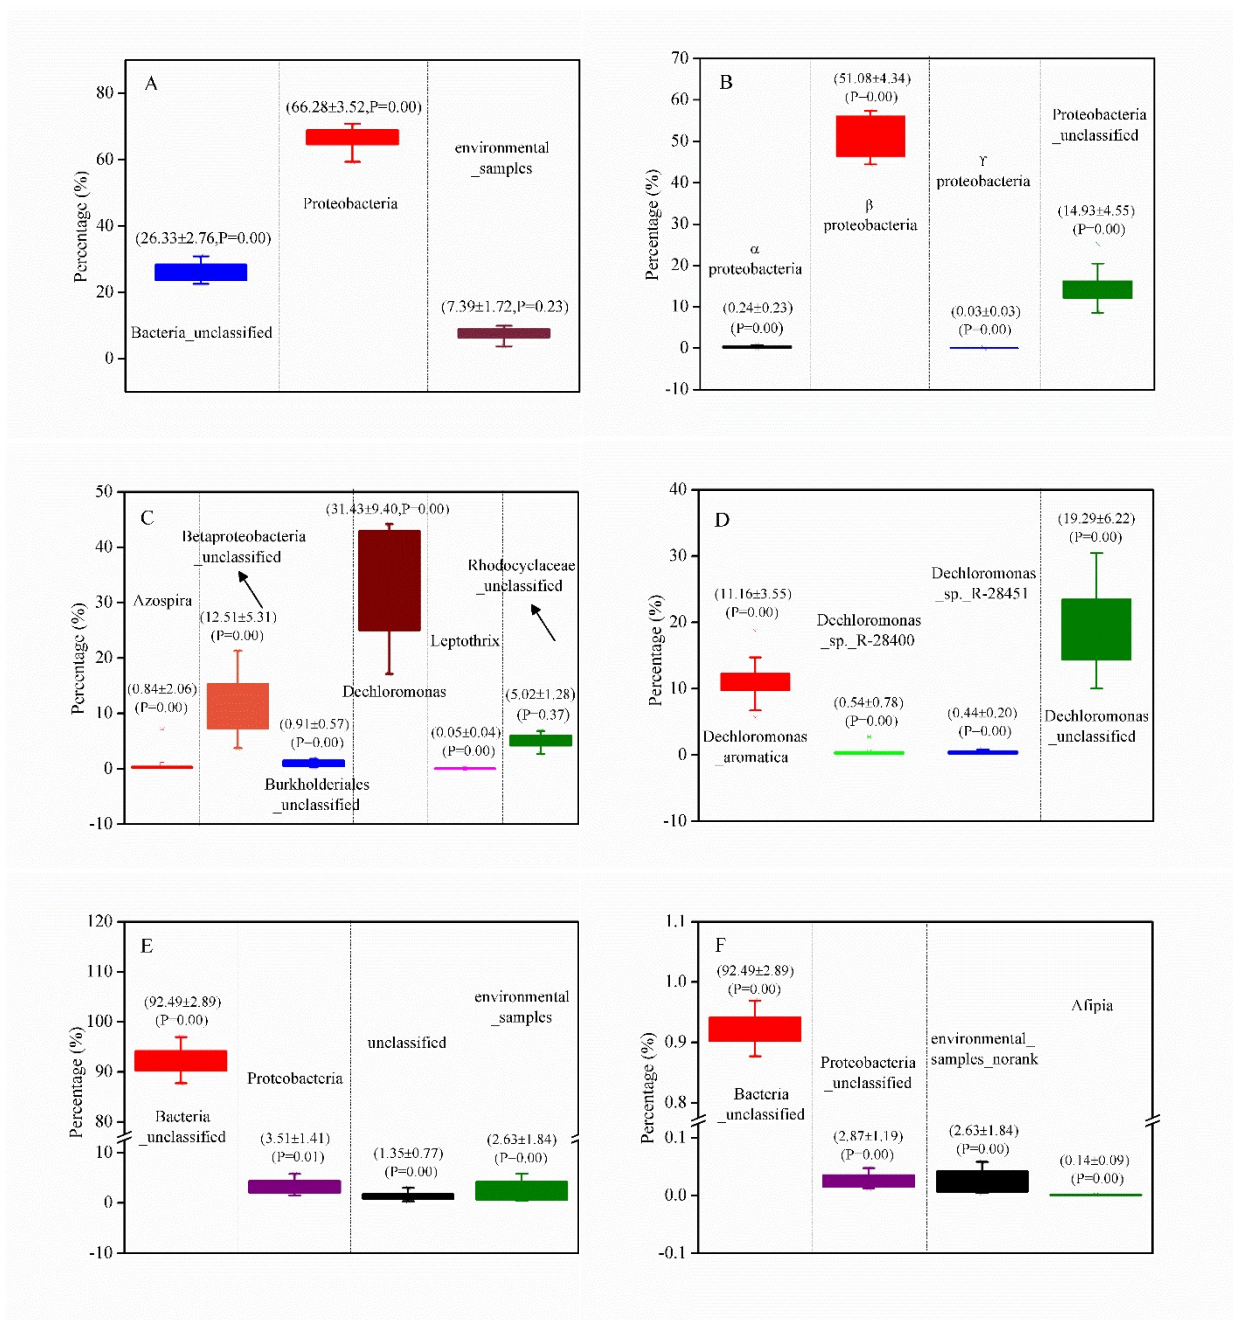 A
80
60
40
20
0
Percentage (%)
(66.28±3.52,P=0.00)
Proteobacteria
environmental
_samples
(26.33±2.76,P=0.00)
Bacteria_unclassified
(7.39±1.72,P=0.23)
B
70
60
50
40
30
20
10
0
-10
Percentage (%)
(51.08±4.34)
(P=0.00)
β
proteobacteria
Proteobacteria
_unclassified
ϒ
proteobacteria
(14.93±4.55)
(P=0.00)
α
proteobacteria
(0.24±0.23)
(P=0.00)
(0.03±0.03)
(P=0.00)
C
50
40
30
20
10
0
-10
Percentage (%)
(31.43±9.40,P=0.00)
Betaproteobacteria
_unclassified
Azospira
(12.51±5.31)
(P=0.00)
Rhodocyclaceae
_unclassified
Leptothrix
(0.84±2.06)
(P=0.00)
Dechloromonas
(5.02±1.28)
(P=0.37)
(0.91±0.57)
(P=0.00)
(0.05±0.04)
(P=0.00)
Burkholderiales
_unclassified
D
40
30
20
10
0
-10
Percentage (%)
(19.29±6.22)
(P=0.00)
Dechloromonas
_sp._R-28451
(11.16±3.55)
(P=0.00)
Dechloromonas
_sp._R-28400
(0.54±0.78)
(P=0.00)
(0.44±0.20)
(P=0.00)
Dechloromonas
_unclassified
Dechloromonas
_aromatica
E
120
110
100
90
80
10
0
-10
Percentage (%)
(92.49±2.89)
(P=0.00)
environmental
_samples
unclassified
Proteobacteria
Bacteria
_unclassified
(3.51±1.41)
(P=0.01)
(1.35±0.77)
(P=0.00)
(2.63±1.84)
(P=0.00)
F
1.1
1.0
0.9
0.8
0.1
0.0
-0.1
Percentage (%)
(92.49±2.89)
(P=0.00)
Afipia
environmental_
samples_norank
Proteobacteria
_unclassified
Bacteria
_unclassified
(2.87±1.19)
(P=0.00)
(2.63±1.84)
(P=0.00)
(0.14±0.09)
(P=0.00)